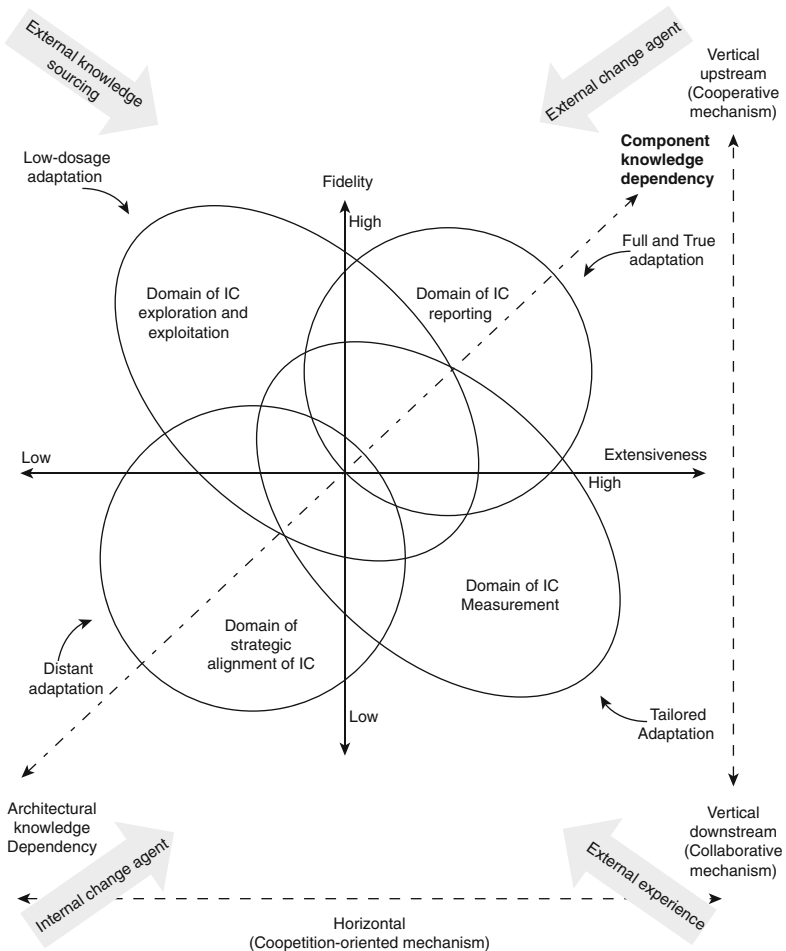 External knowledge
sourcing
External change agent
Vertical
upstream
(Cooperative
mechanism)
Component
knowledge
dependency
Low-dosage
adaptation
Fidelity
High
Full and True
adaptation
Domain of IC
exploration and
exploitation
Domain of IC
reporting
Low
Extensiveness
High
Domain of IC
Measurement
Domain of
strategic
alignment of IC
Distant
adaptation
Low
Tailored
Adaptation
Architectural
knowledge
Dependency
Vertical
downstream
(Collaborative
mechanism)
Internal change agent
External experience
Horizontal
(Coopetition-oriented mechanism)